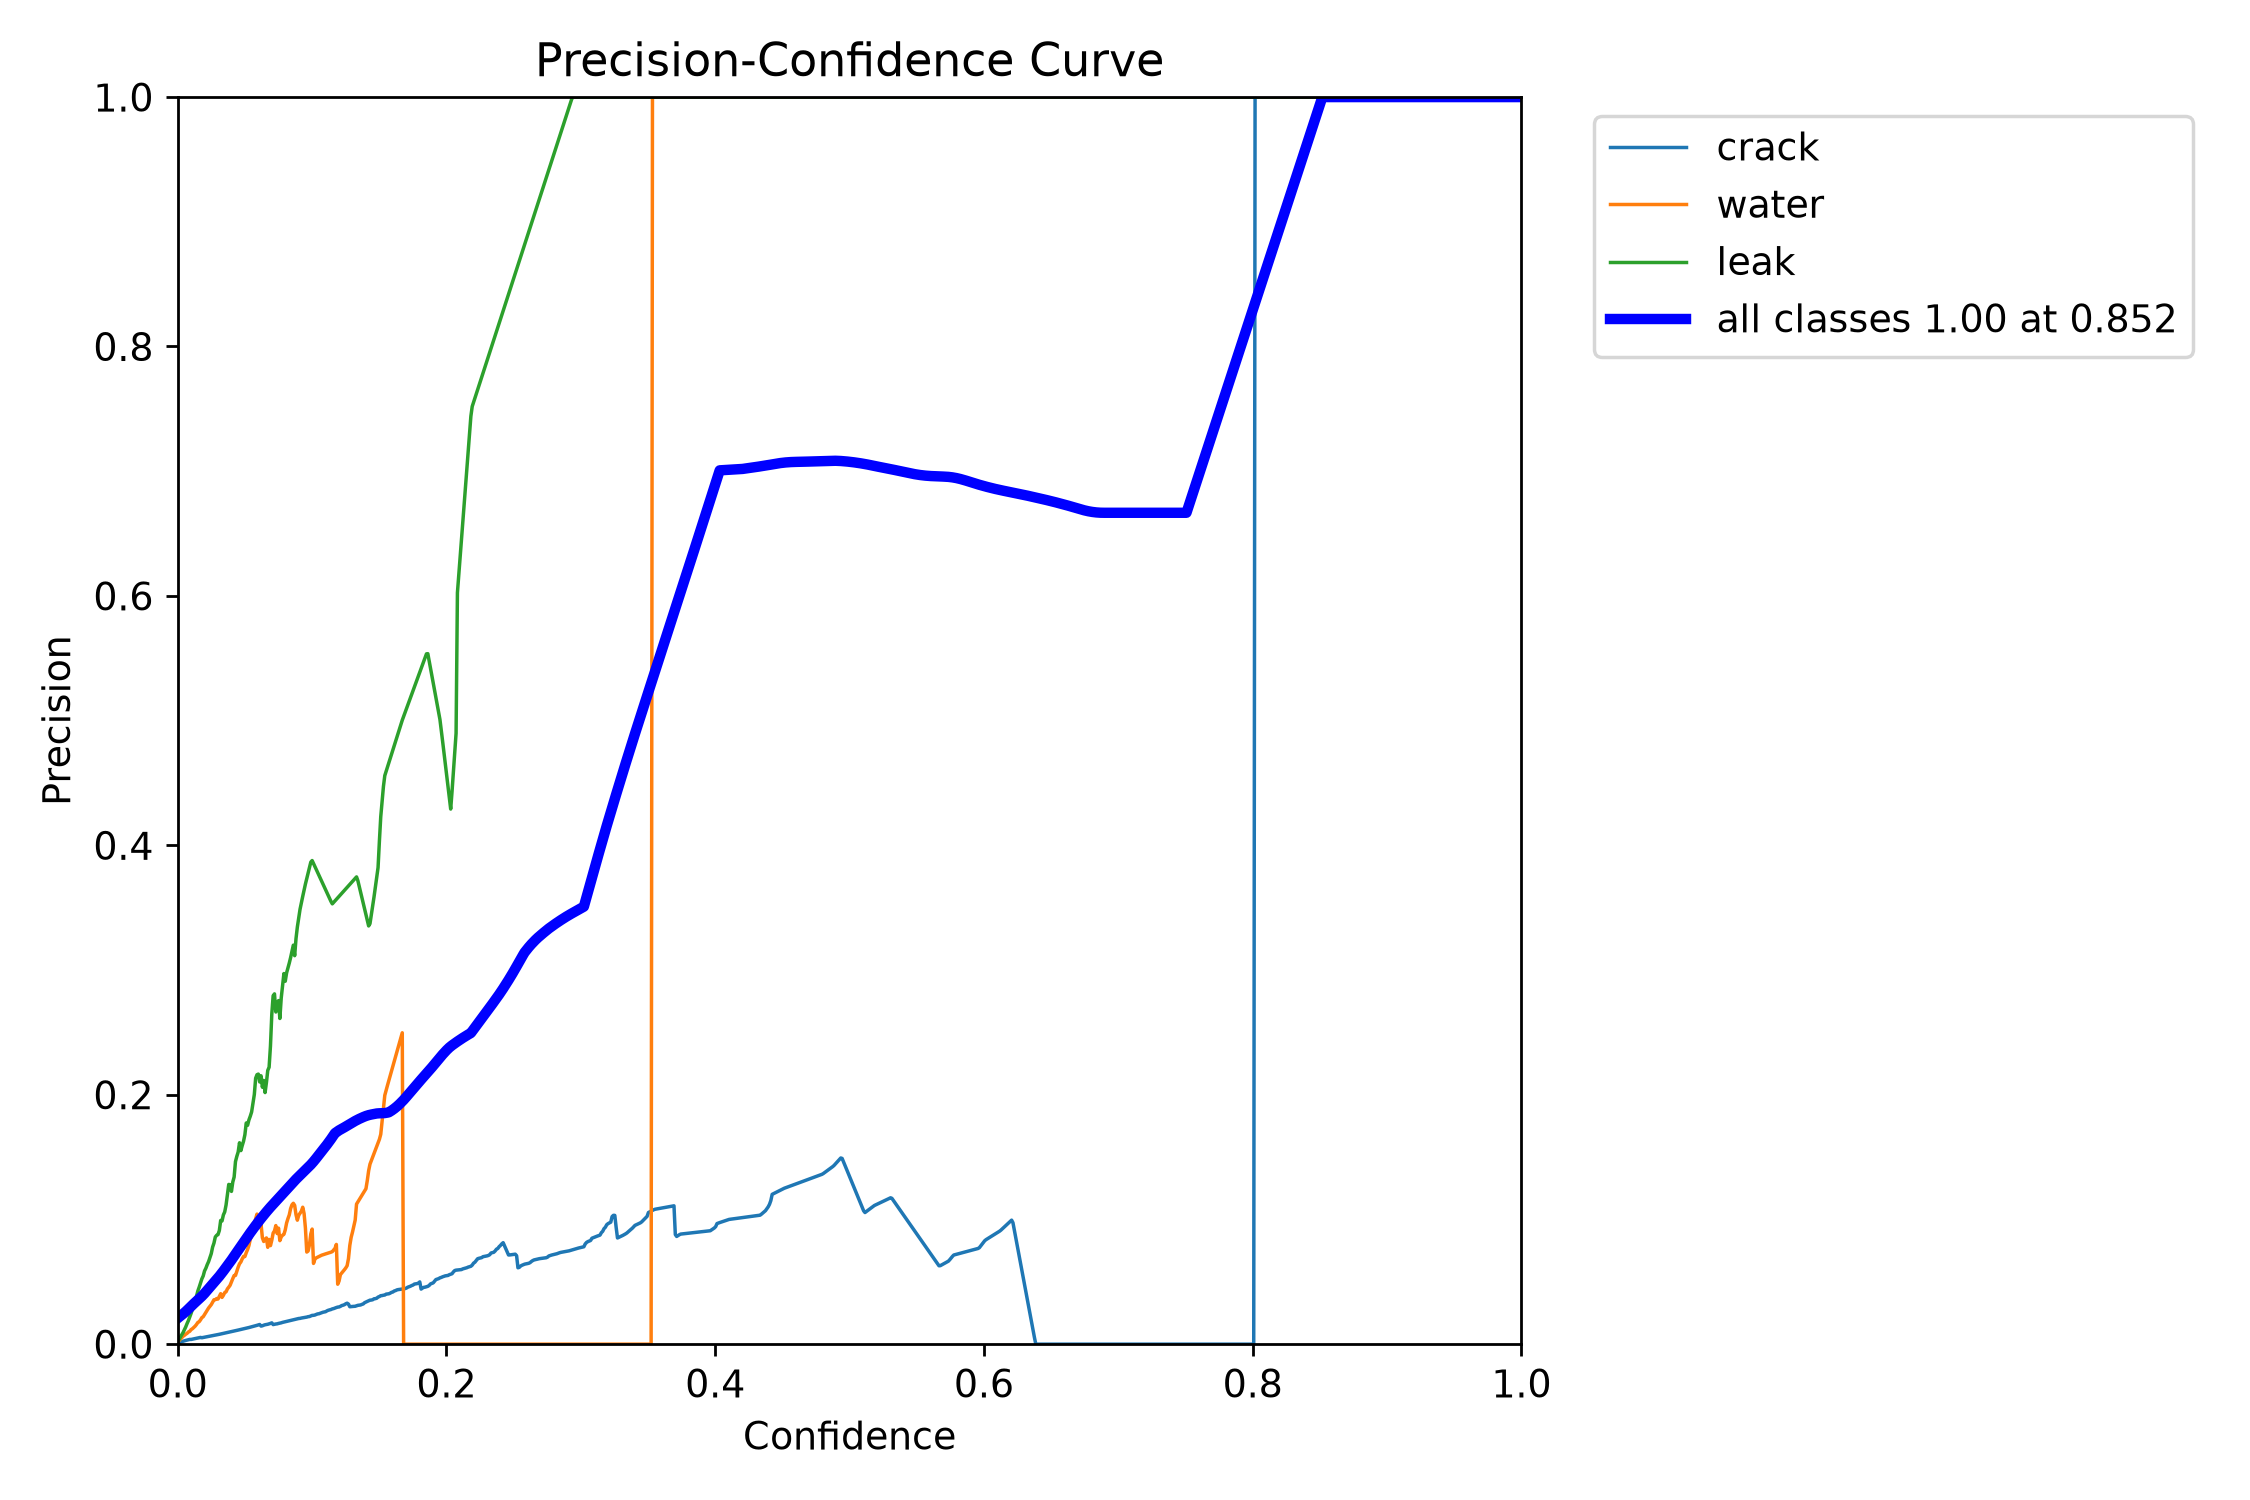 Precision-Confidence Curve
1.0
0.8
0.6
0.4
0.2
0.0
Precision
0.0 0.2 0.4 0.6 0.8 1.0
Confidence
crack
water
leak
all classes 1.00 at 0.852